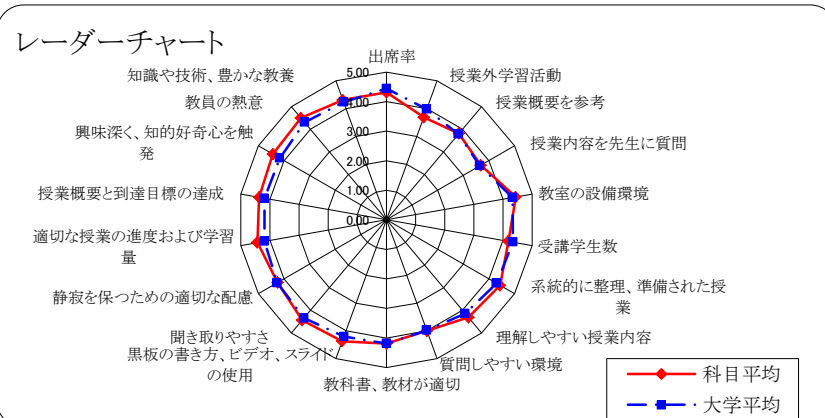 レーダーチャート
出席率
授業外学習活動
授業概要を参考
授業内容を先生に質問
教室の設備環境
受講学生数
系統的に整理、準備された授
業
理解しやすい授業内容
質問しやすい環境
教科書、教材が適切
黒板の書き方、ビデオ、スライド
の使用
聞き取りやすさ
静寂を保つための適切な配慮
適切な授業の進度および学習
量
授業概要と到達目標の達成
興味深く、知的好奇心を触
発
教員の熱意
知識や技術、豊かな教養
5.00
4.00
3.00
2.00
1.00
0.00
科目平均
大学平均